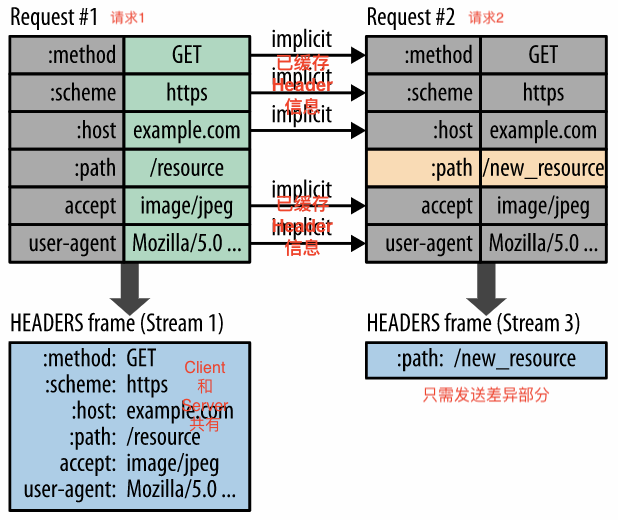 Request #1 请求1
:method GET
:scheme https
:host example.com
:path /resource
accept image/jpeg
user-agent Mozilla/5.0 ...
implicit
已缓存
implicit
Header
信息
implicit
implicit
已缓存
Header
信息
implicit
Request #2 请求2
:method GET
:scheme https
:host example.com
:path /new_resource
accept image/jpeg
user-agent Mozilla/5.0 ...
HEADERS frame (Stream 1)
:method: GET
:scheme: https
:host: example.com
:path: /resource
accept: image/jpeg
user-agent: Mozilla/5.0 ...
Client
和
Server
共有
HEADERS frame (Stream 3)
:path: /new_resource
只需发送差异部分